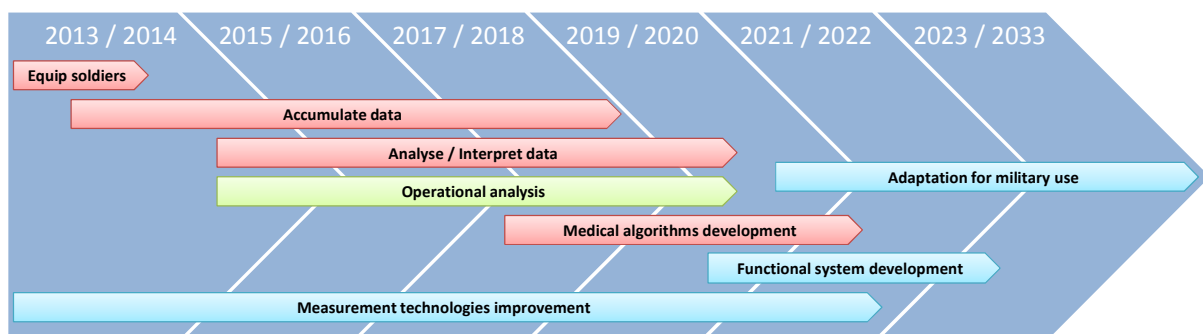 2013 / 2014 2015 / 2016 2017 / 2018 2019 / 2020 2021 / 2022 2023 / 2033
Equip soldiers
Accumulate data
Analyse / Interpret data
Adaptation for military use
Operational analysis
Medical algorithms development
Functional system development
Measurement technologies improvement